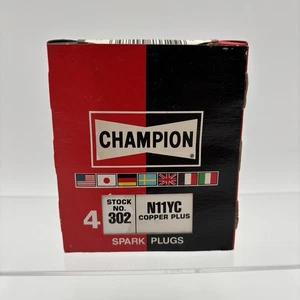 CHAMPION
®
4
STOCK
NO.
302
N11YC
COPPER PLUS
SPARK PLUGS